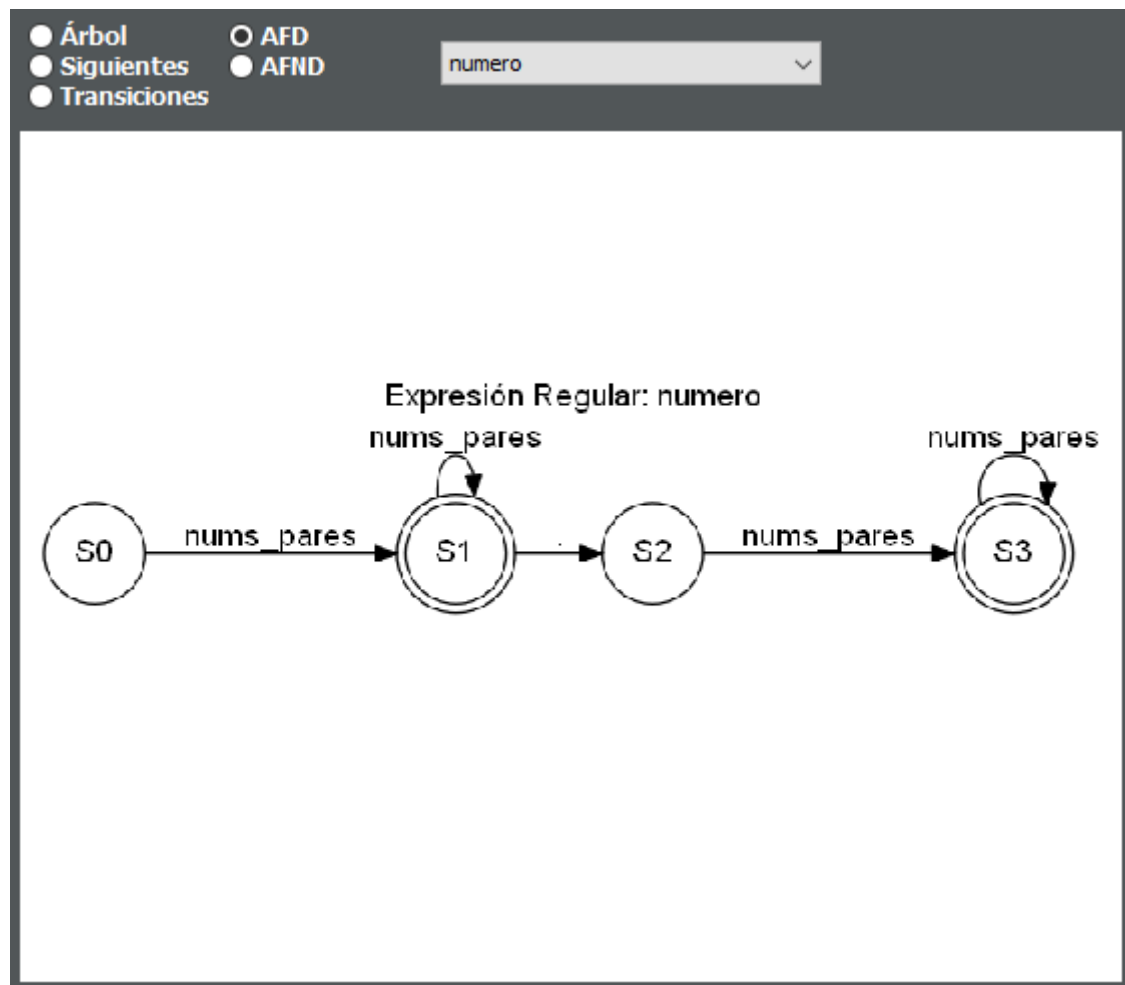 Árbol
AFD
Siguientes
AFND
Transiciones
numero
Expresión Regular: numero
nums_pares
nums_pares
S0
nums_pares
S1
.
S2
nums_pares
S3